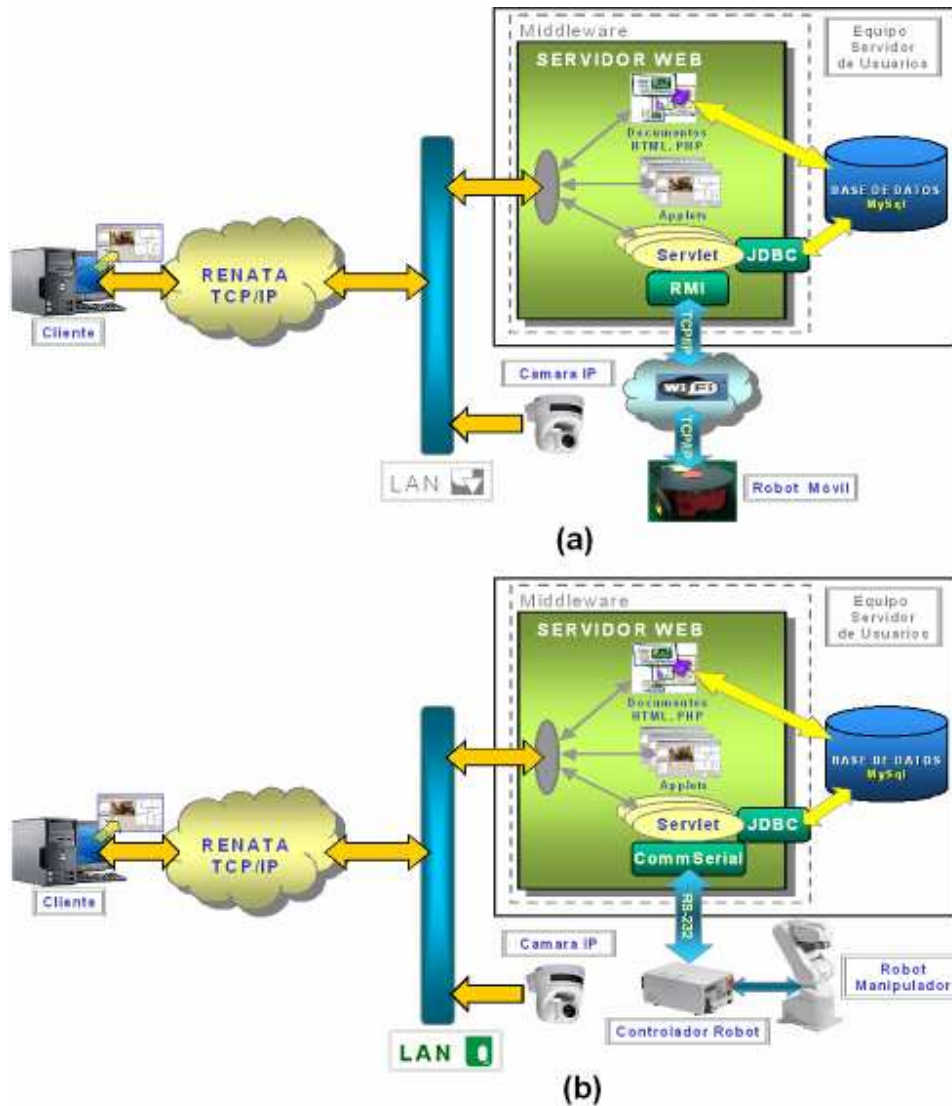 Middleware
Equipo
Servidor
de Usuarios
SERVIDOR WEB
Documentos
HTML, PHP
Applets
BASE DE DATOS
MySql
Servlet
JDBC
RMI
RENATA
TCP/IP
Cliente
TCP/IP
Camara IP
WiFi
TCP/IP
LAN
Robot Movil
(a)
Middleware
Equipo
Servidor
de Usuarios
SERVIDOR WEB
Documentos
HTML, PHP
Applets
BASE DE DATOS
MySql
Servlet
JDBC
CommSerial
RENATA
TCP/IP
Cliente
RS-232
Camara IP
Robot
Manipulador
Controlador Robot
LAN
(b)